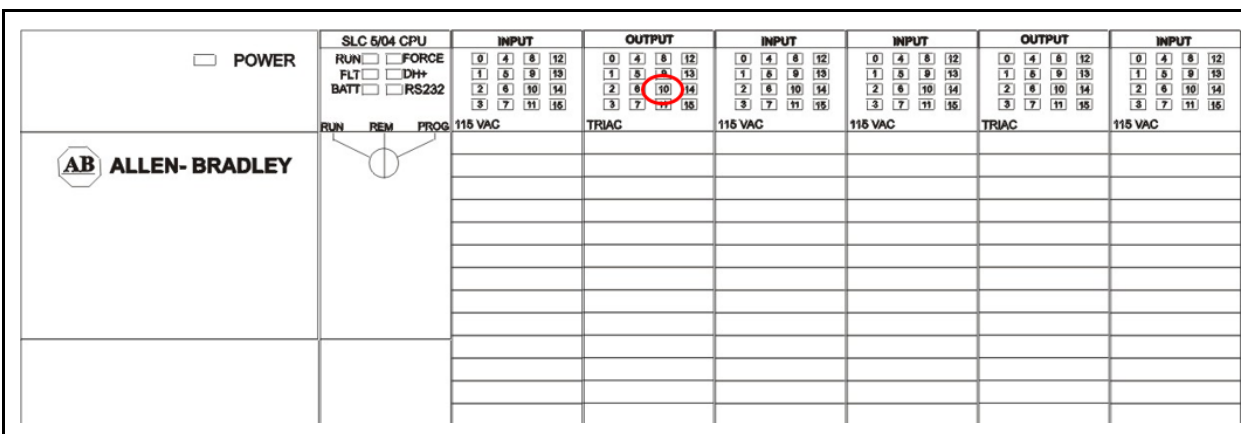 POWER
AB ALLEN- BRADLEY
SLC 5/04 CPU
RUN FORCE
FLT DH+
BATT RS232
RUN REM PROG
INPUT
0 4 8 12
1 5 9 13
2 6 10 14
3 7 11 15
115 VAC
OUTPUT
0 4 8 12
1 5 9 13
2 6 10 14
3 7 11 15
TRIAC
INPUT
0 4 8 12
1 5 9 13
2 6 10 14
3 7 11 15
115 VAC
INPUT
0 4 8 12
1 5 9 13
2 6 10 14
3 7 11 15
115 VAC
OUTPUT
0 4 8 12
1 5 9 13
2 6 10 14
3 7 11 15
TRIAC
INPUT
0 4 8 12
1 5 9 13
2 6 10 14
3 7 11 15
115 VAC